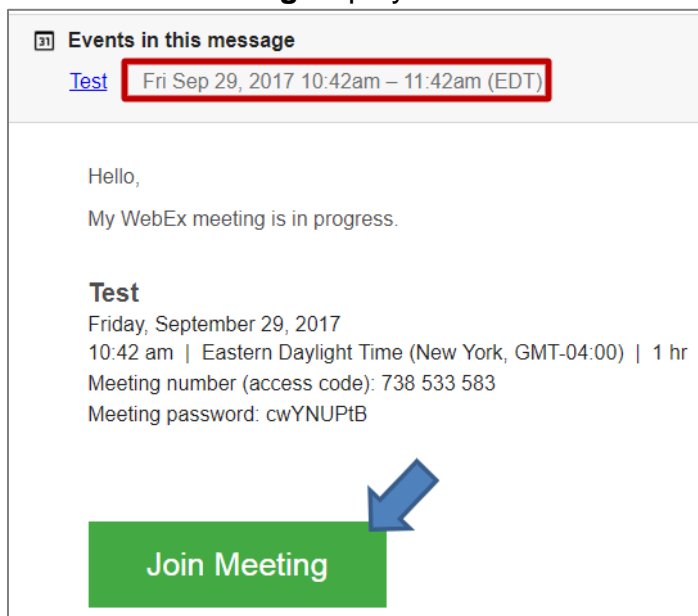 31 Events in this message
Test Fri Sep 29, 2017 10:42am – 11:42am (EDT)
Hello,
My WebEx meeting is in progress.
Test
Friday, September 29, 2017
10:42 am | Eastern Daylight Time (New York, GMT-04:00) | 1 hr
Meeting number (access code): 738 533 583
Meeting password: cwYNUPtB
Join Meeting